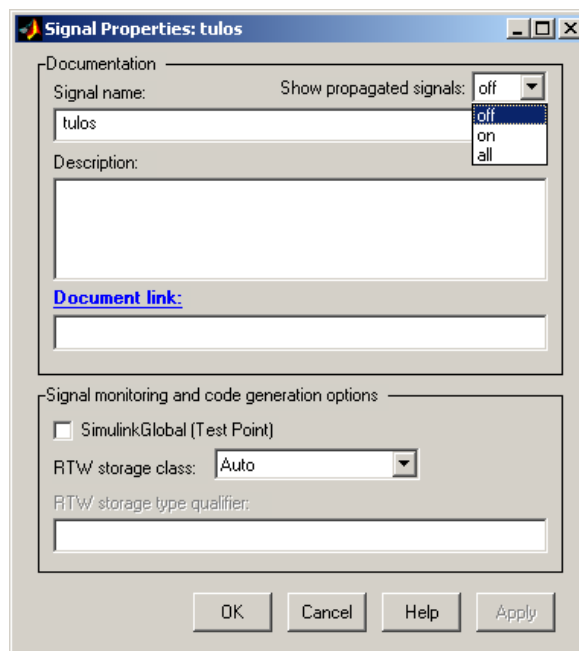 Signal Properties: tulos
Documentation
Signal name:
Show propagated signals: off
tulos
off
on
all
Description:
Document link:
Signal monitoring and code generation options
SimulinkGlobal (Test Point)
RTW storage class: Auto
RTW storage type qualifier:
OK Cancel Help Apply